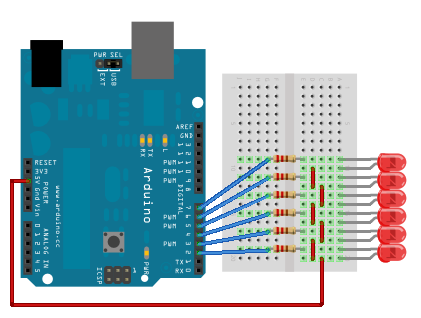 PWR SEL
EXT
USB
AREF
GND
13
12
11
10
9
8
RX
TX
L
PWM
PWM
PWM
RESET
3V3
5V
Gnd
Vin
POWER
www.arduino.cc
Arduino
DIGITAL
7
6
5
4
3
2
1
0
PWM
PWM
PWM
TX
RX
ANALOG IN
0
1
2
3
4
5
ICSP
1
PWR